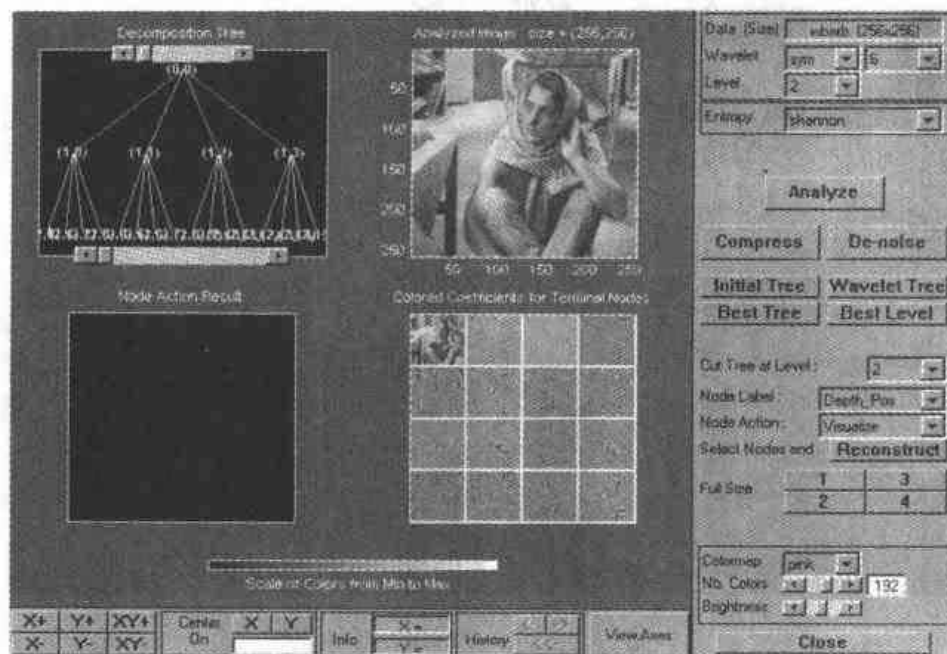 Decomposition Tree
(0,0)
(1,0) (1,1) (1,2) (1,3)
Analyzed Image size = (256,256)
50
100
150
200
250
50 100 150 200 250
Node Action Result
Colored Coefficients for Terminal Nodes
Scale of Colors from Min to Max
X+ Y+ XY+
X- Y- XY-
Center On X Y
Info X = Y =
History
View Axes
Data (Size) (256x256)
Wavelet sym 6
Level 2
Entropy shannon
Analyze
Compress De-noise
Initial Tree Wavelet Tree
Best Tree Best Level
Cut Tree at Level : 2
Node Label Depth_Pos
Node Action : Visualize
Select Nodes and Reconstruct
Full Size 1 3
2 4
Colormap pink
Nb. Colors 192
Brightness
Close